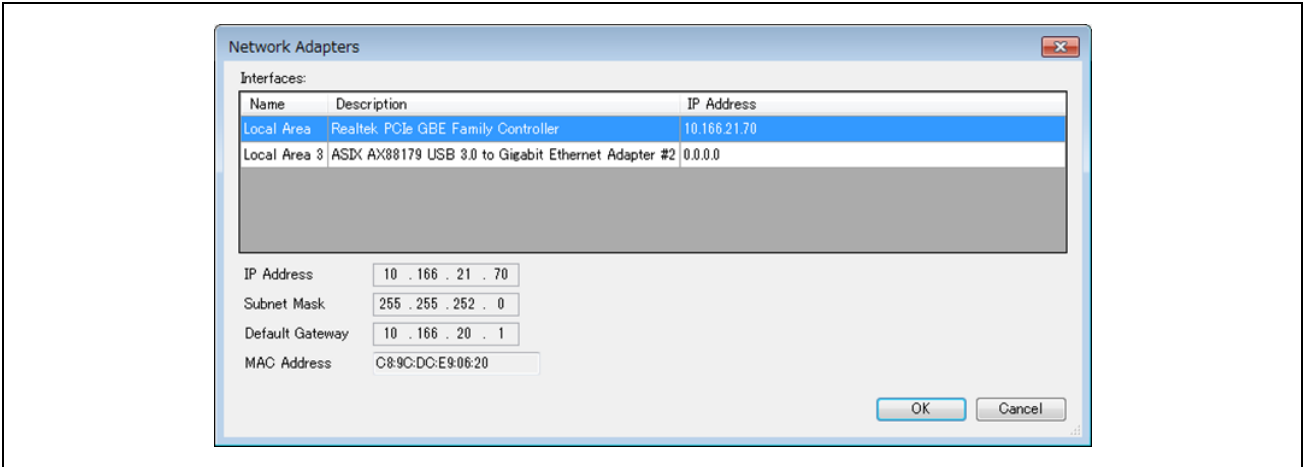 Network Adapters
Interfaces:
Name Description IP Address
Local Area Realtek PCIe GBE Family Controller 10.166.21.70
Local Area 3 ASIX AX88179 USB 3.0 to Gigabit Ethernet Adapter #2 0.0.0.0
IP Address 10 . 166 . 21 . 70
Subnet Mask 255 . 255 . 252 . 0
Default Gateway 10 . 166 . 20 . 1
MAC Address C8:9C:DC:E9:06:20
OK Cancel